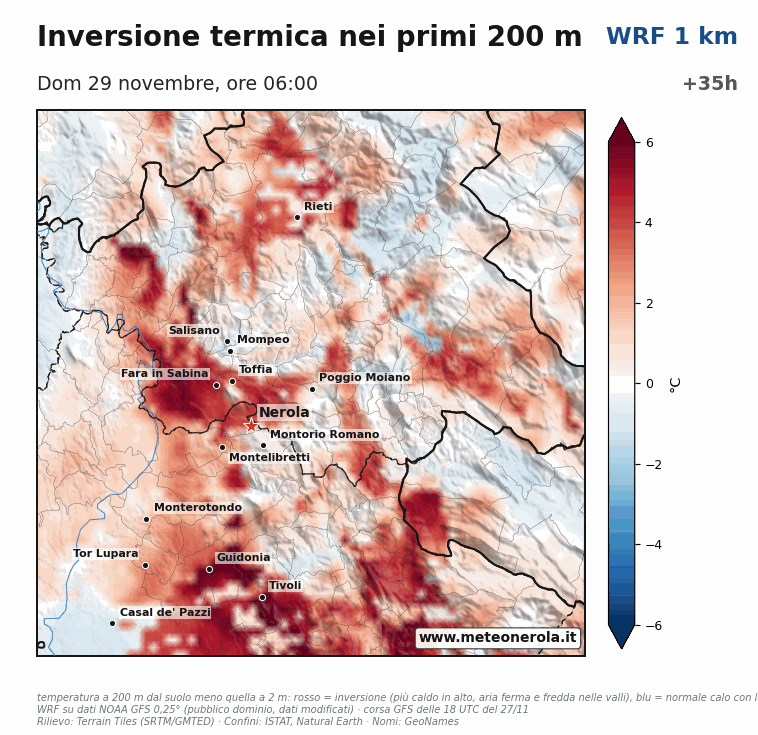 Inversione termica nei primi 200 m WRF 1 km
Dom 29 novembre, ore 06:00 +35h
Rieti
Salisano
Mompeo
Toffia
Fara in Sabina
Poggio Moiano
Nerola
Montorio Romano
Montelibretti
Monterotondo
Tor Lupara
Guidonia
Tivoli
Casal de' Pazzi
www.meteonerola.it
6
4
2
0
−2
−4
−6
°C
temperatura a 200 m dal suolo meno quella a 2 m: rosso = inversione (più caldo in alto, aria ferma e fredda nelle valli), blu = normale calo con l
WRF su dati NOAA GFS 0,25° (pubblico dominio, dati modificati) · corsa GFS delle 18 UTC del 27/11
Rilievo: Terrain Tiles (SRTM/GMTED) · Confini: ISTAT, Natural Earth · Nomi: GeoNames